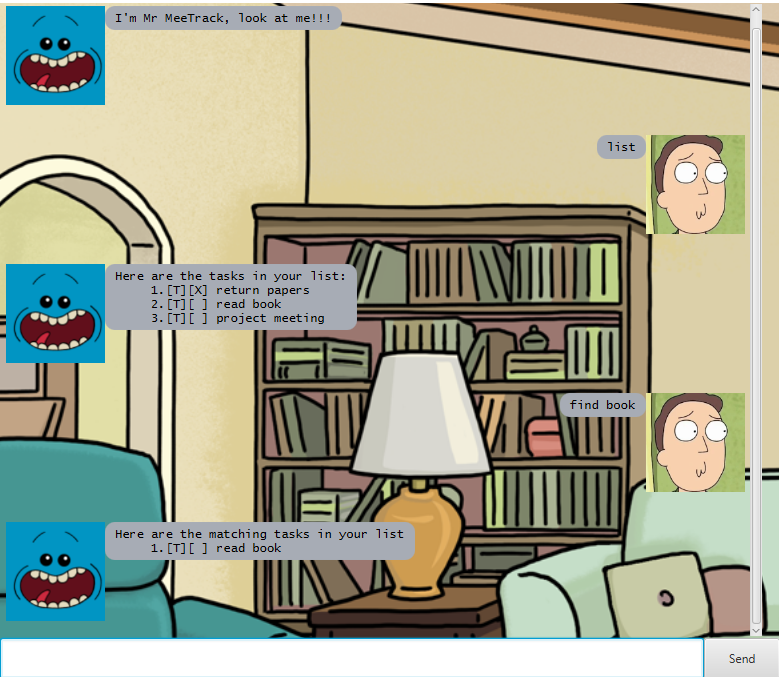 I'm Mr MeeTrack, look at me!!!
list
Here are the tasks in your list:
1.[T][X] return papers
2.[T][ ] read book
3.[T][ ] project meeting
find book
Here are the matching tasks in your list
1.[T][ ] read book
Send